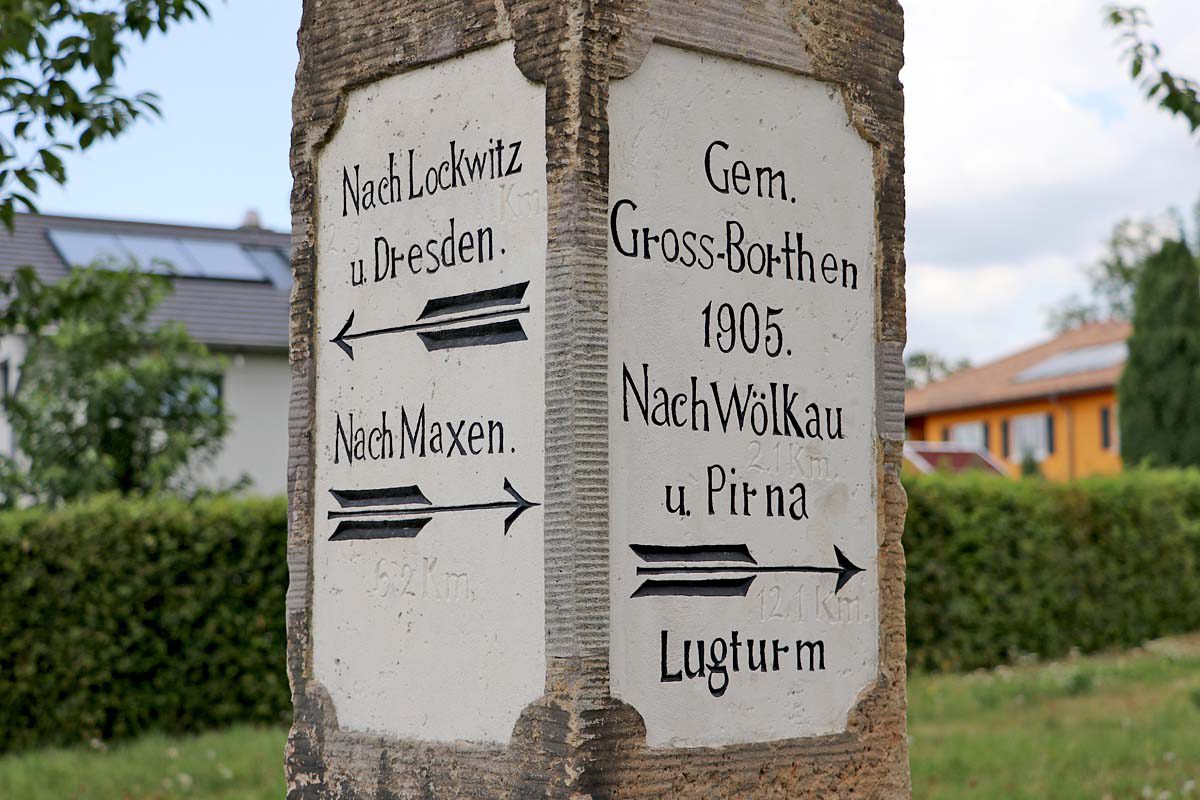 Nach Lockwitz
Km.
u. Dresden.
Nach Maxen.
6.2 Km.
Gem.
Gross-Borthen
1905.
Nach Wölkau
2.1 Km.
u. Pirna
12.1 Km.
Lugturm